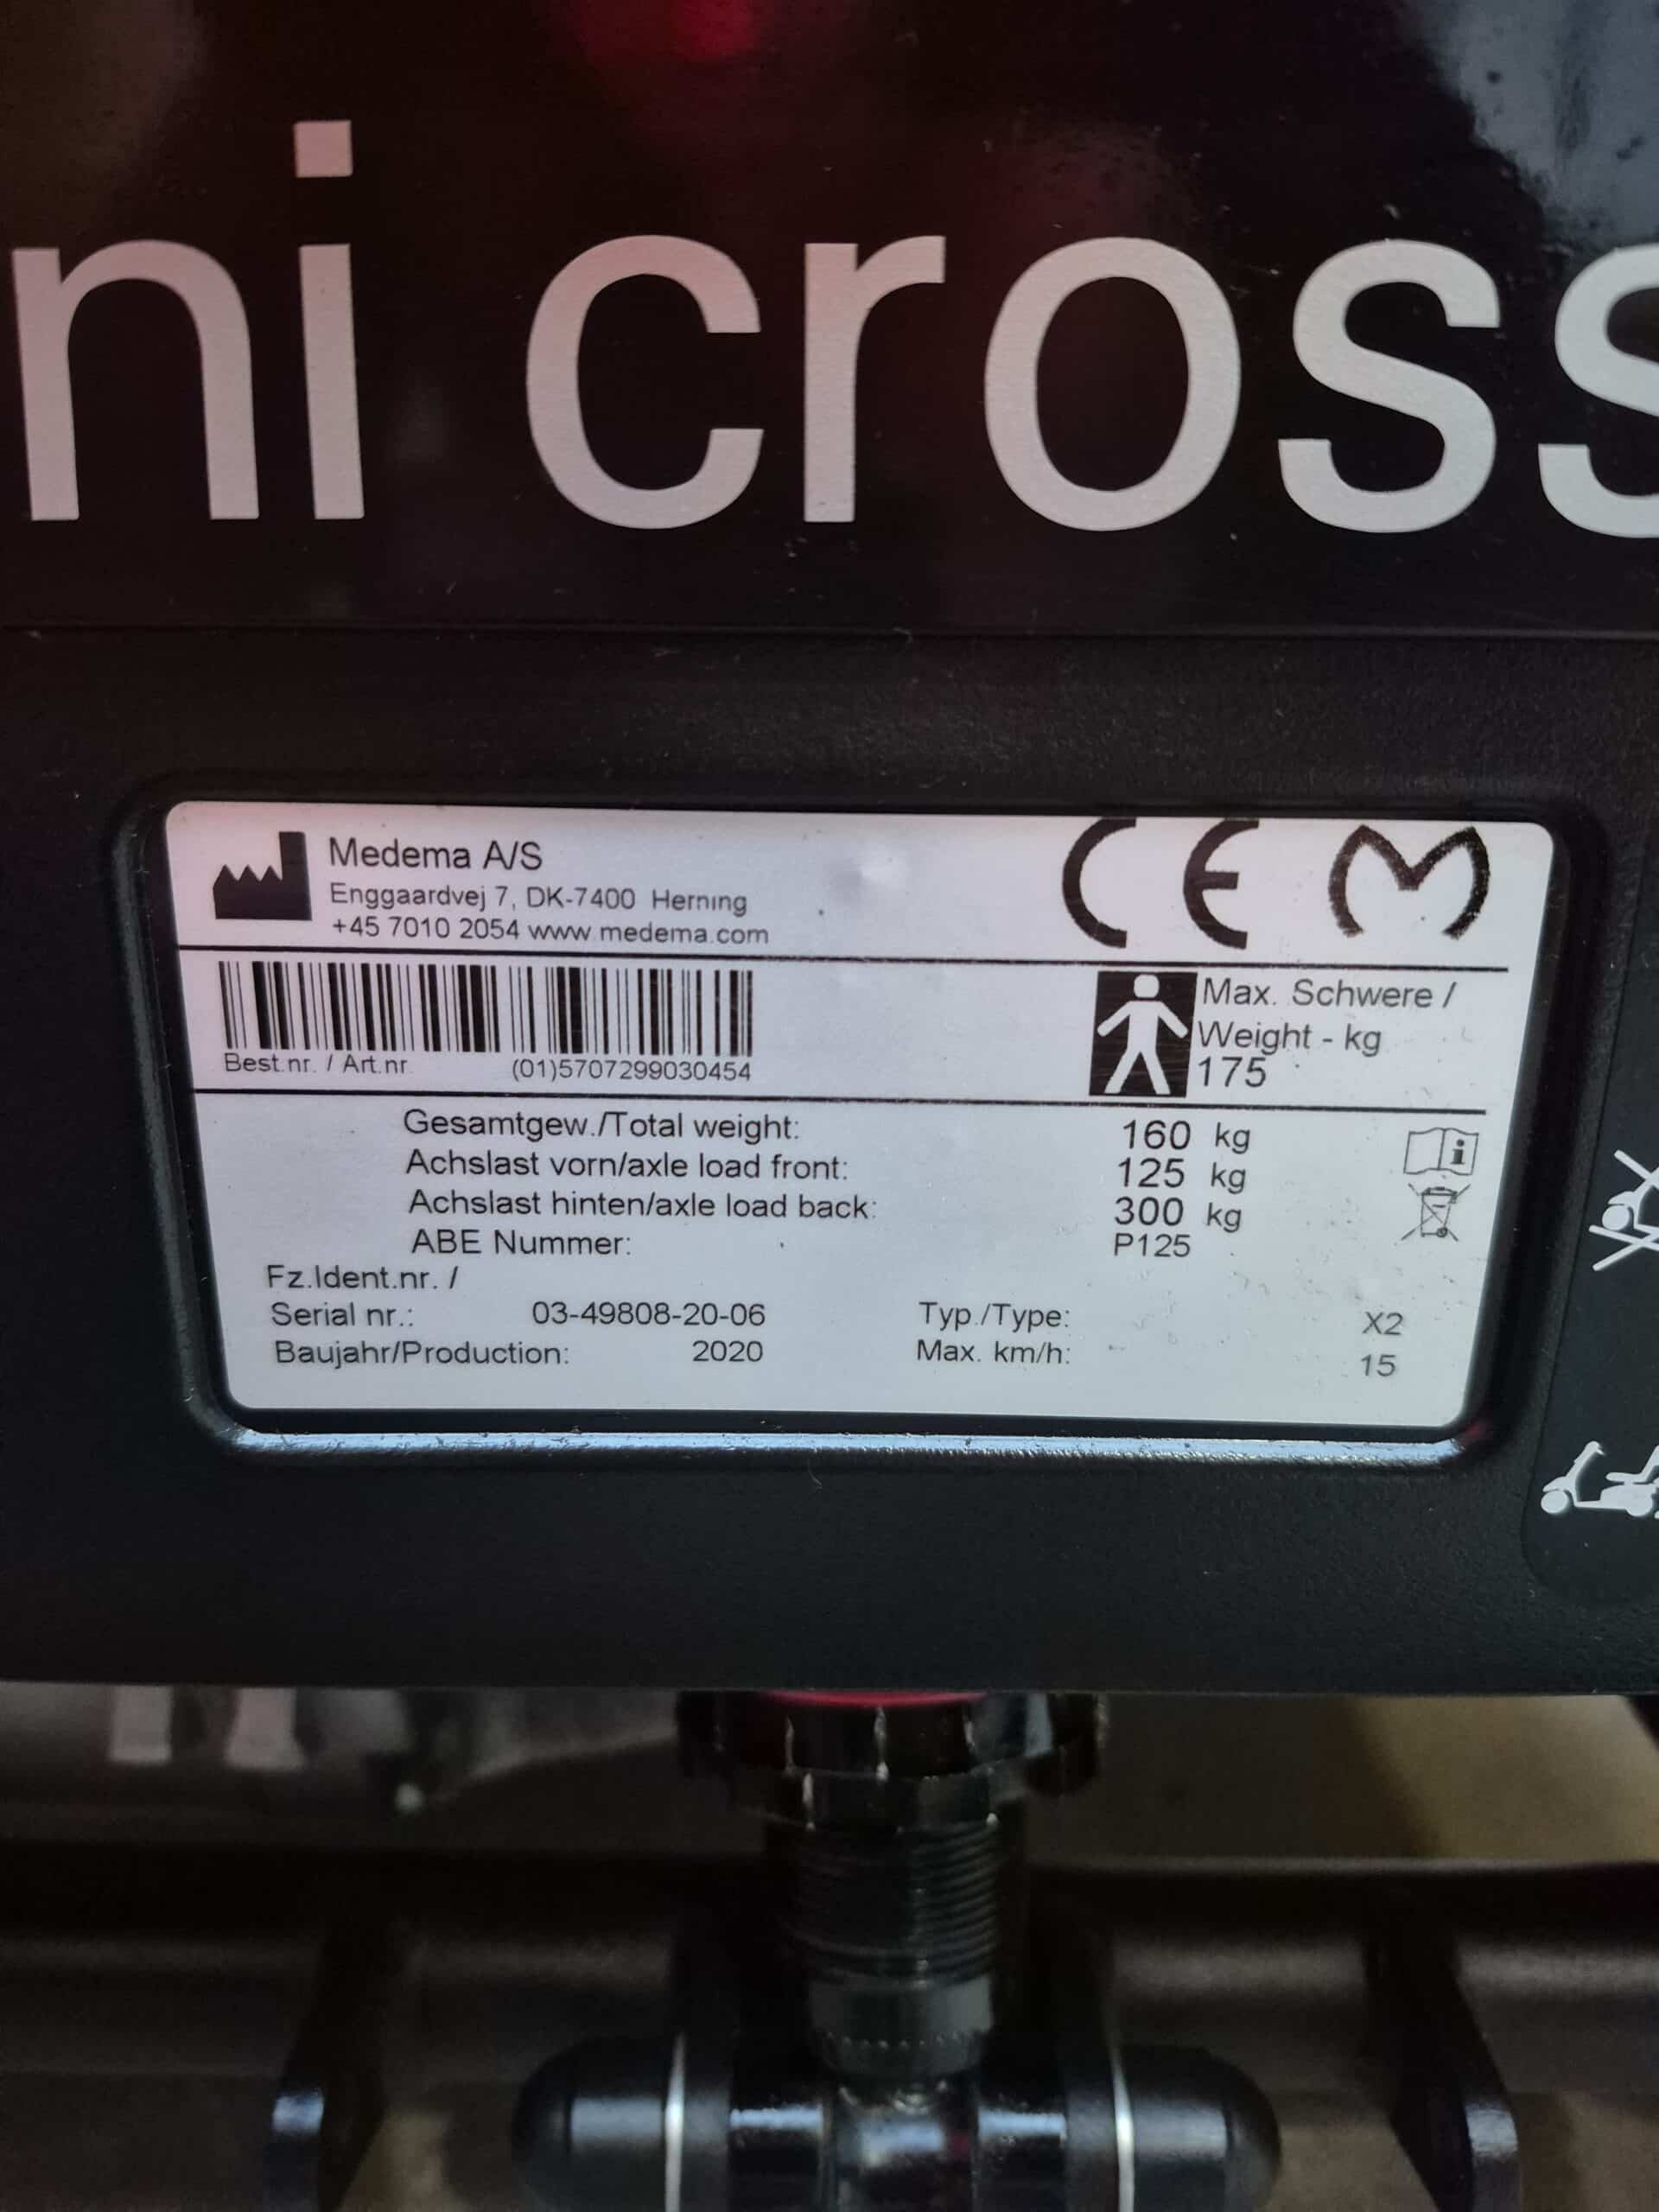 ni cross
Medema A/S
Enggaardvej 7, DK-7400 Herning
+45 7010 2054 www.medema.com
CE M
Best.nr. / Art.nr. (01)5707299030454
Max. Schwere /
Weight - kg
175
Gesamtgew./Total weight: 160 kg
Achslast vorn/axle load front: 125 kg
Achslast hinten/axle load back: 300 kg
ABE Nummer: P125
Fz.Ident.nr. /
Serial nr.: 03-49808-20-06 Typ./Type: X2
Baujahr/Production: 2020 Max. km/h: 15